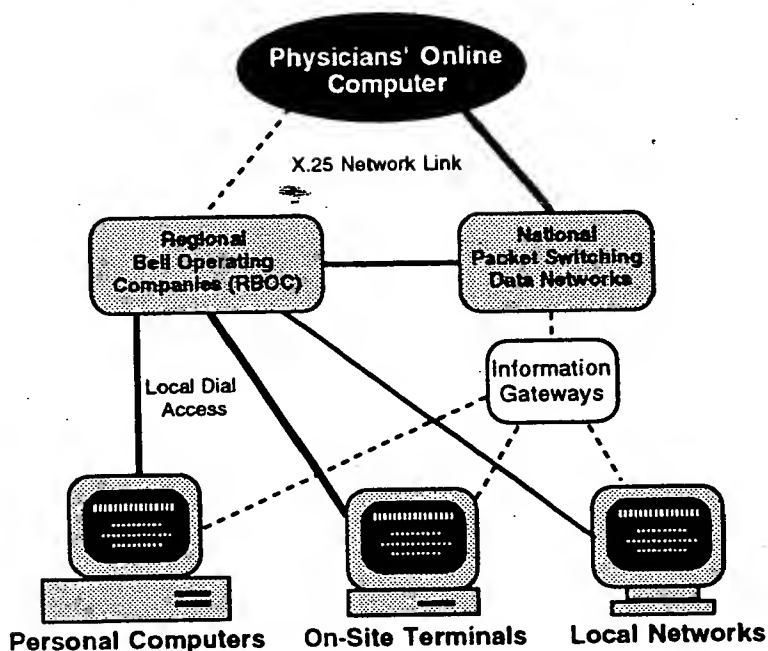 Physicians' Online
Computer
X.25 Network Link
Regional
Bell Operating
Companies (RBOC)
National
Packet Switching
Data Networks
Information
Gateways
Local Dial
Access
Personal Computers
On-Site Terminals
Local Networks